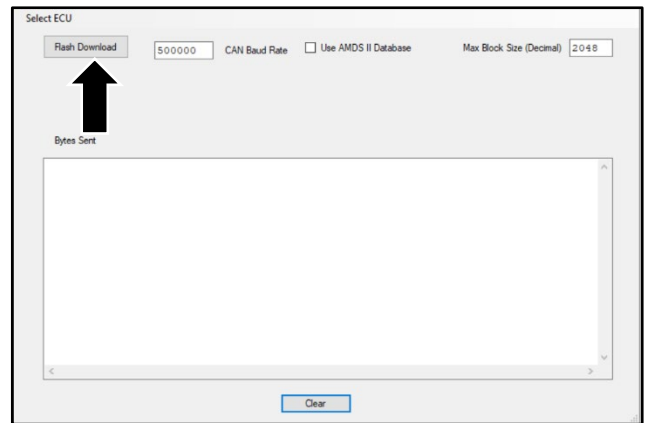 Select ECU
Flash Download 500000 CAN Baud Rate Use AMDS II Database Max Block Size (Decimal) 2048
Bytes Sent
Clear